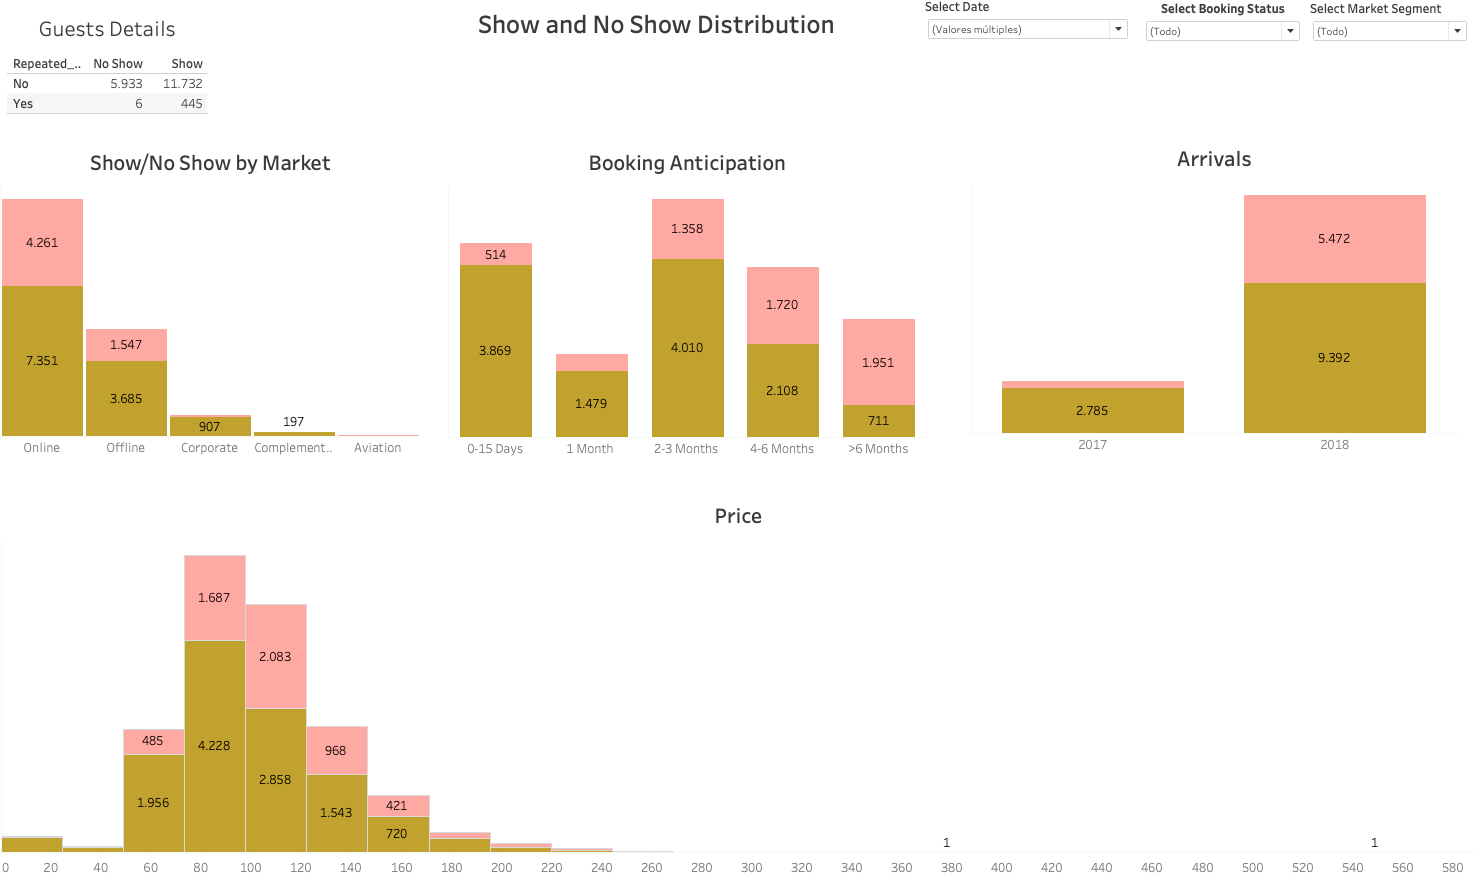 Guests Details
Show and No Show Distribution
Select Date
Select Booking Status
Select Market Segment
(Valores múltiples)
(Todo)
(Todo)
Repeated_.. No Show Show
No 5.933 11.732
Yes 6 445
Show/No Show by Market
4.261
7.351
1.547
3.685
907
197
Online Offline Corporate Complement.. Aviation
Booking Anticipation
514
3.869
1.479
1.358
4.010
1.720
2.108
1.951
711
0-15 Days 1 Month 2-3 Months 4-6 Months >6 Months
Arrivals
2.785
5.472
9.392
2017 2018
Price
485
1.956
1.687
4.228
2.083
2.858
968
1.543
421
720
1
1
0 20 40 60 80 100 120 140 160 180 200 220 240 260 280 300 320 340 360 380 400 420 440 460 480 500 520 540 560 580